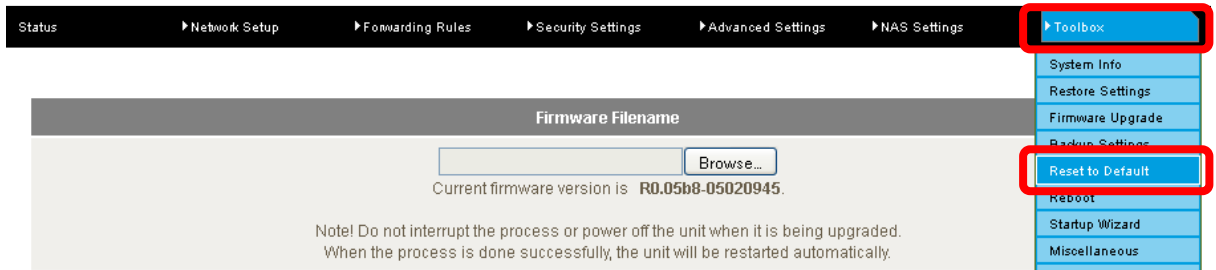 Status ▶Network Setup ▶Forwarding Rules ▶Security Settings ▶Advanced Settings ▶NAS Settings ▶Toolbox
System Info
Restore Settings
Firmware Upgrade
Backup Settings
Reset to Default
Reboot
Startup Wizard
Miscellaneous
Firmware Filename
Browse...
Current firmware version is R0.05b8-05020945.
Note! Do not interrupt the process or power off the unit when it is being upgraded.
When the process is done successfully, the unit will be restarted automatically.